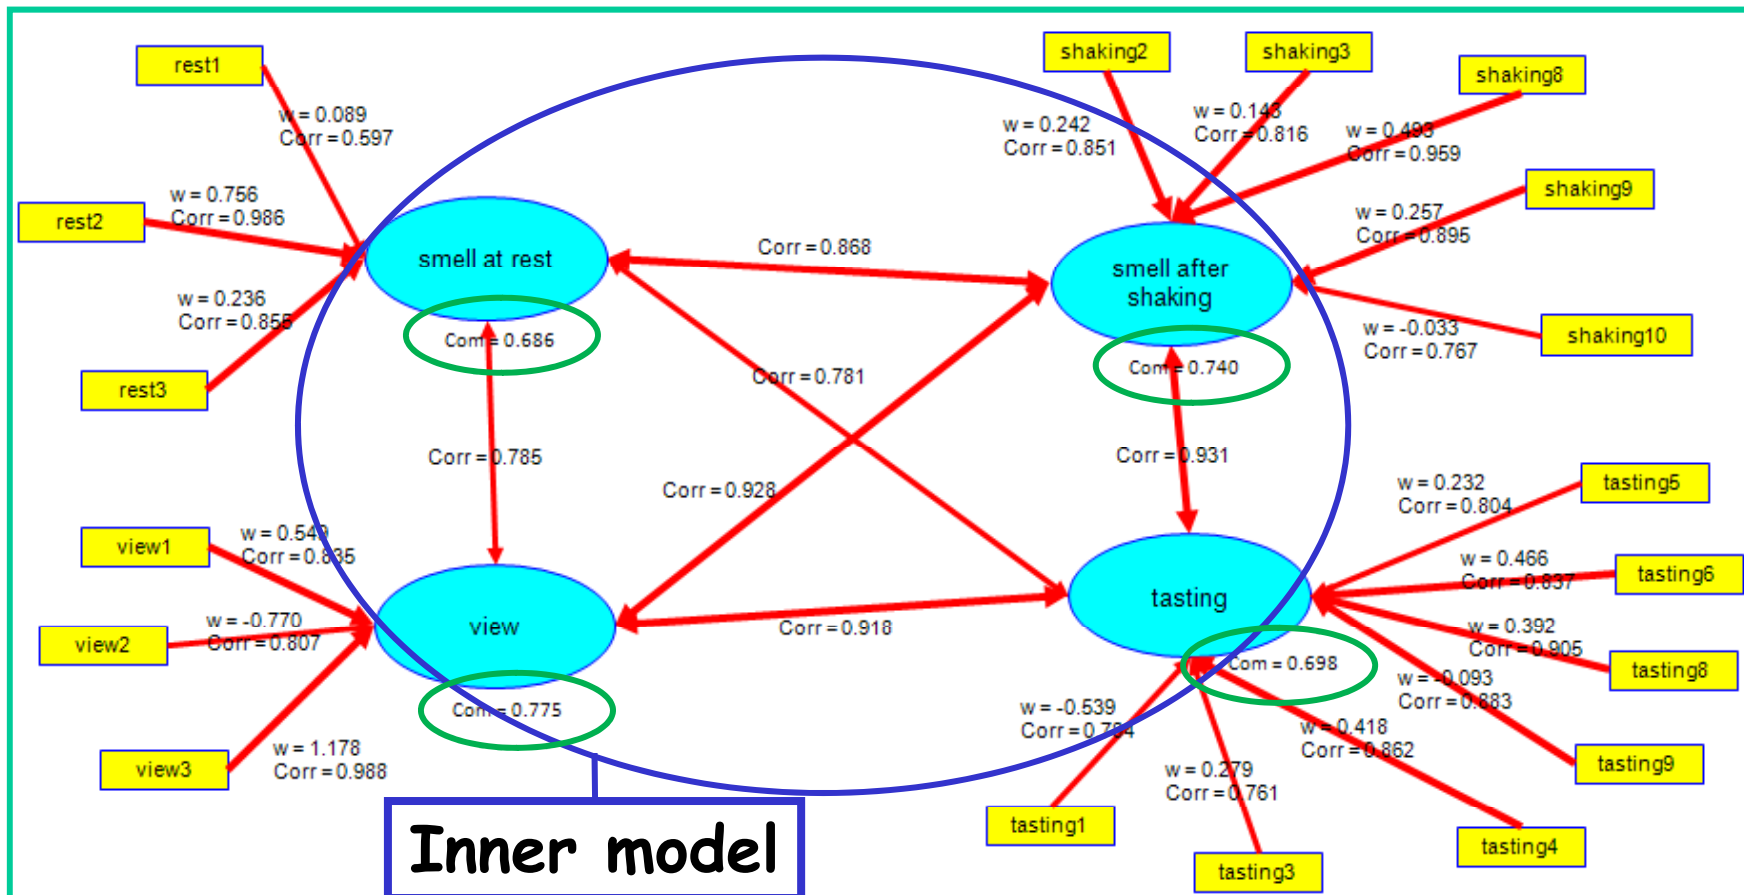 rest1
w = 0.089
Corr = 0.597
rest2
w = 0.756
Corr = 0.986
rest3
w = 0.236
Corr = 0.855
smell at rest
Com = 0.686
shaking2
w = 0.242
Corr = 0.851
shaking3
w = 0.143
Corr = 0.816
shaking8
w = 0.493
Corr = 0.959
shaking9
w = 0.257
Corr = 0.895
shaking10
w = -0.033
Corr = 0.767
smell after
shaking
Com = 0.740
Corr = 0.868
Corr = 0.781
Corr = 0.785
Corr = 0.928
Corr = 0.931
Corr = 0.918
view1
w = 0.549
Corr = 0.835
view2
w = -0.770
Corr = 0.807
view3
w = 1.178
Corr = 0.988
view
Com = 0.775
tasting
Com = 0.698
tasting5
w = 0.232
Corr = 0.804
tasting6
w = 0.466
Corr = 0.837
tasting8
w = 0.392
Corr = 0.905
tasting9
w = -0.093
Corr = 0.883
tasting4
w = 0.418
Corr = 0.862
tasting3
w = 0.279
Corr = 0.761
tasting1
w = -0.539
Corr =
Inner model